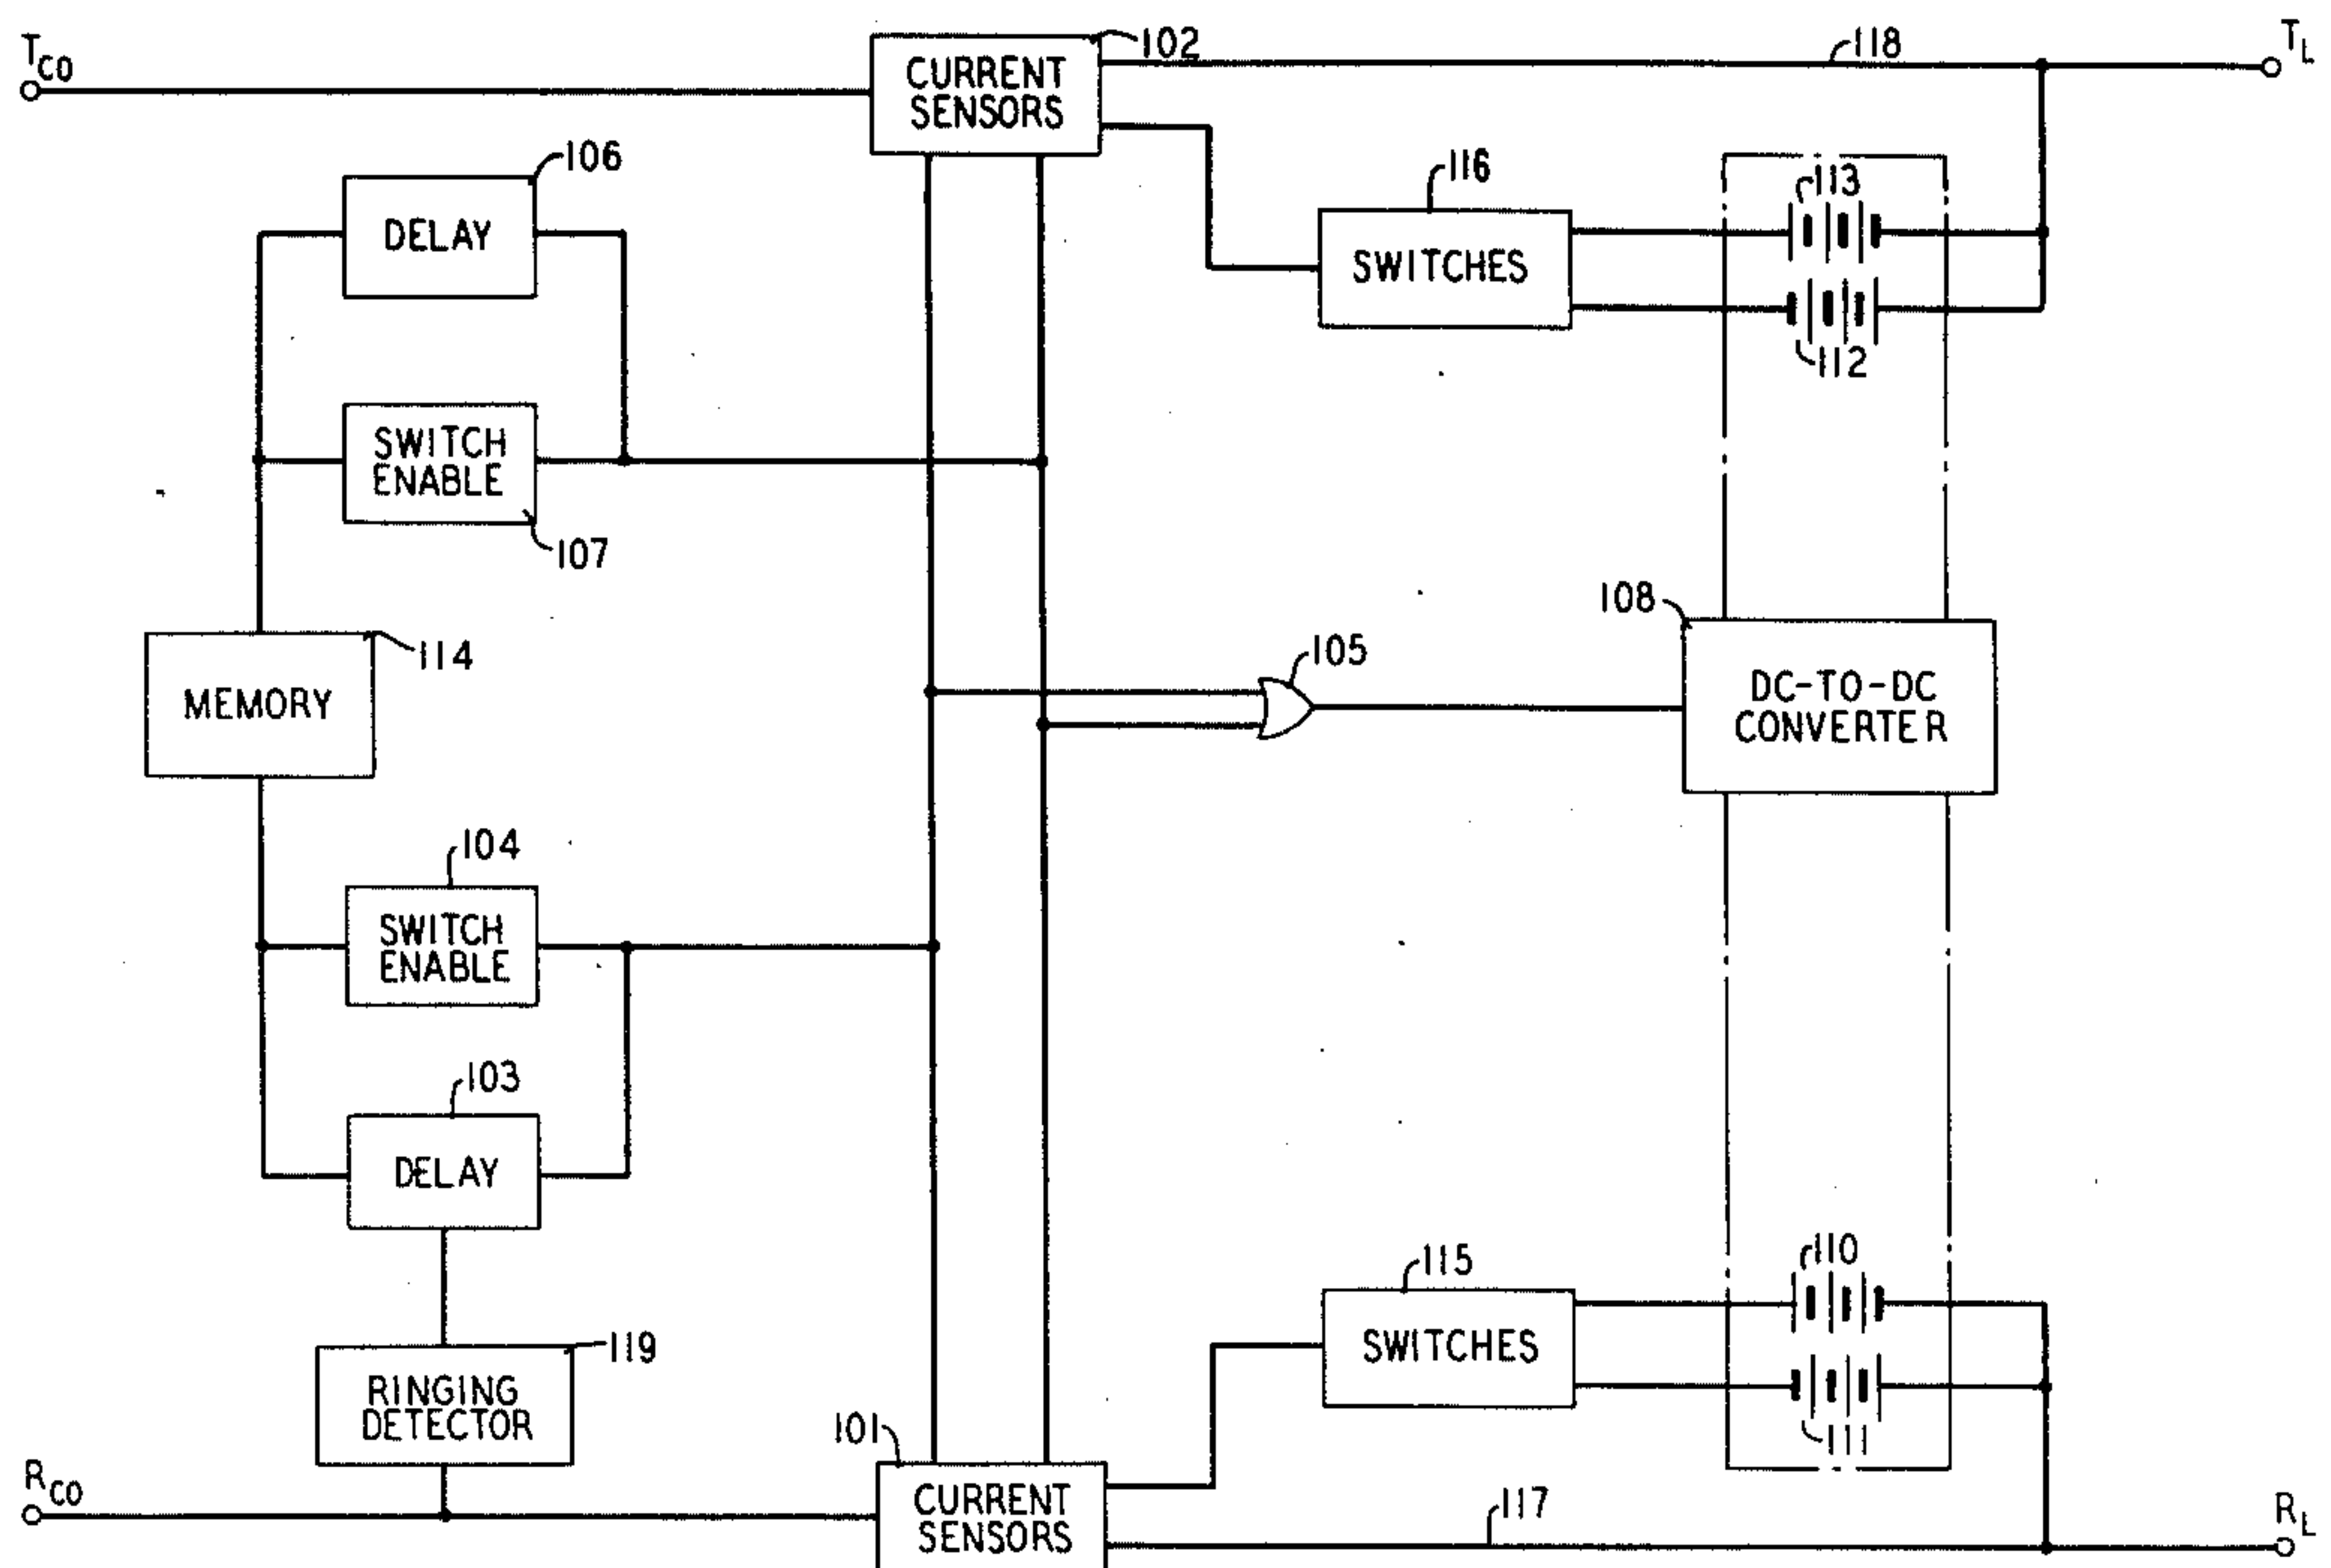 T_CO
102
CURRENT
SENSORS
118
T_L
106
DELAY
116
SWITCHES
113
112
SWITCH
ENABLE
107
114
MEMORY
105
108
DC-TO-DC
CONVERTER
104
SWITCH
ENABLE
103
DELAY
119
RINGING
DETECTOR
115
SWITCHES
110
111
R_CO
101
CURRENT
SENSORS
117
R_L